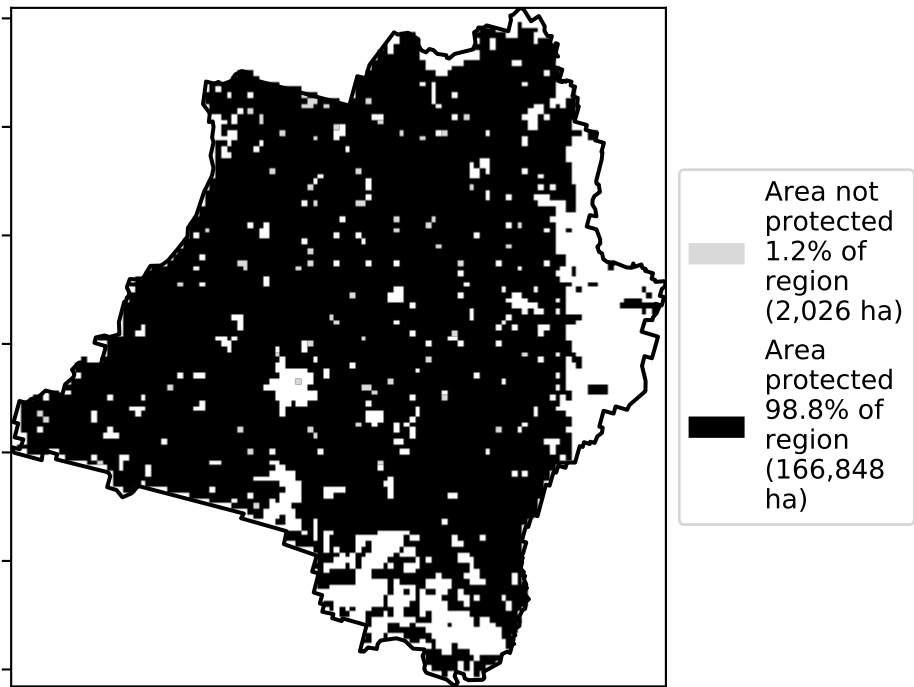 Area not
protected
1.2% of
region
(2,026 ha)
Area
protected
98.8% of
region
(166,848
ha)